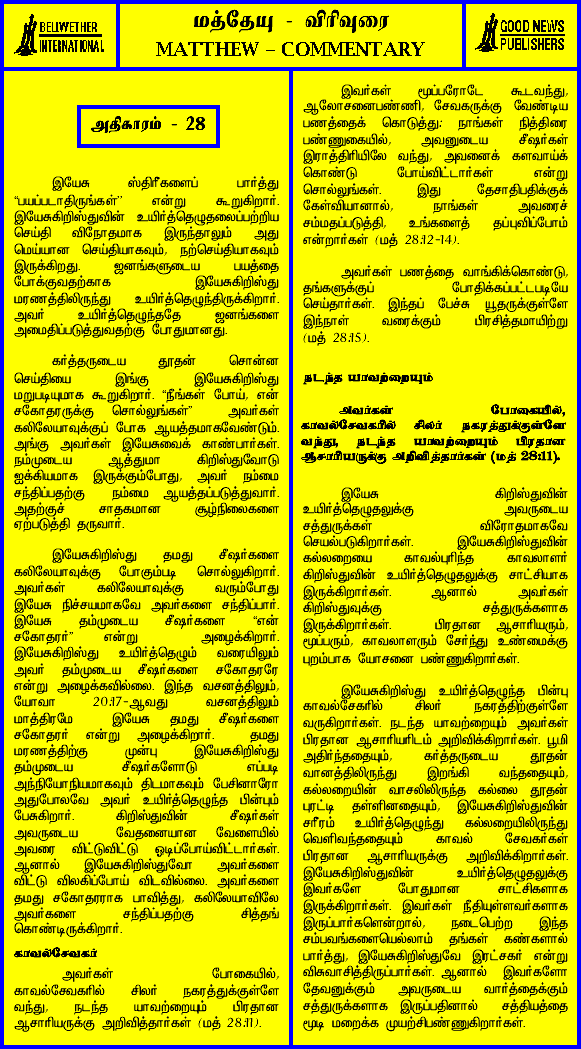 BELIWETHER
INTERNATIONAL
மத்தேயு - விரிவுரை
MATTHEW – COMMENTARY
GOOD NEWS
PUBLISHERS
அதிகாரம் - 28
இயேசு ஸ்திரீகளைப் பார்த்து
“பயப்படாதிருங்கள்” என்று கூறுகிறார்.
இயேசுகிறிஸ்துவின் உயிர்த்தெழுதலைப்பற்றிய
செய்தி விநோதமாக இருந்தாலும் அது
மெய்யான செய்தியாகவும், நற்செய்தியாகவும்
இருக்கிறது. ஜனங்களுடைய பயத்தை
போக்குவதற்காக இயேசுகிறிஸ்து
மரணத்திலிருந்து உயிர்த்தெழுந்திருக்கிறார்.
அவர் உயிர்த்தெழுந்ததே ஜனங்களை
அமைதிப்படுத்துவதற்கு போதுமானது.
கர்த்தருடைய தூதன் சொன்ன
செய்தியை இங்கு இயேசுகிறிஸ்து
மறுபடியுமாக கூறுகிறார். “நீங்கள் போய், என்
சகோதரருக்கு சொல்லுங்கள்” அவர்கள்
கலிலேயாவுக்குப் போக ஆயத்தமாகவேண்டும்.
அங்கு அவர்கள் இயேசுவைக் காண்பார்கள்.
நம்முடைய ஆத்துமா கிறிஸ்துவோடு
ஐக்கியமாக இருக்கும்போது, அவர் நம்மை
சந்திப்பதற்கு நம்மை ஆயத்தப்படுத்துவார்.
அதற்குச் சாதகமான சூழ்நிலைகளை
ஏற்படுத்தி தருவார்.
இயேசுகிறிஸ்து தமது சீஷர்களை
கலிலேயாவுக்கு போகும்படி சொல்லுகிறார்.
அவர்கள் கலிலேயாவுக்கு வரும்போது
இயேசு நிச்சயமாகவே அவர்களை சந்திப்பார்.
இயேசு தம்முடைய சீஷர்களை “என்
சகோதரர்” என்று அழைக்கிறார்.
இயேசுகிறிஸ்து உயிர்த்தெழும் வரையிலும்
அவர் தம்முடைய சீஷர்களை சகோதரரே
என்று அழைக்கவில்லை. இந்த வசனத்திலும்,
யோவா 20:17-ஆவது வசனத்திலும்
மாத்திரமே இயேசு தமது சீஷர்களை
சகோதரர் என்று அழைக்கிறார். தமது
மரணத்திற்கு முன்பு இயேசுகிறிஸ்து
தம்முடைய சீஷர்களோடு எப்படி
அந்நியோநியமாகவும் திடமாகவும் பேசினாரோ
அதுபோலவே அவர் உயிர்த்தெழுந்த பின்பும்
பேசுகிறார். கிறிஸ்துவின் சீஷர்கள்
அவருடைய வேதனையான வேளையில்
அவரை விட்டுவிட்டு ஓடிப்போய்விட்டார்கள்.
ஆனால் இயேசுகிறிஸ்துவோ அவர்களை
விட்டு விலகிப்போய் விடவில்லை. அவர்களை
தமது சகோதரராக பாவித்து, கலிலேயாவிலே
அவர்களை சந்திப்பதற்கு சித்தங்
கொண்டிருக்கிறார்.
காவல்சேவகர்
அவர்கள் போகையில்,
காவல்சேவகரில் சிலர் நகரத்துக்குள்ளே
வந்து, நடந்த யாவற்றையும் பிரதான
ஆசாரியருக்கு அறிவித்தார்கள் (மத் 28:11).
இவர்கள் மூப்பரோடே கூடவந்து,
ஆலோசனைபண்ணி, சேவகருக்கு வேண்டிய
பணத்தைக் கொடுத்து: நாங்கள் நித்திரை
பண்ணுகையில், அவனுடைய சீஷர்கள்
இராத்திரியிலே வந்து, அவனைக் களவாய்க்
கொண்டு போய்விட்டார்கள் என்று
சொல்லுங்கள். இது தேசாதிபதிக்குக்
கேள்வியானால், நாங்கள் அவரைச்
சம்மதப்படுத்தி, உங்களைத் தப்புவிப்போம்
என்றார்கள் (மத் 28:12-14).
அவர்கள் பணத்தை வாங்கிக்கொண்டு,
தங்களுக்குப் போதிக்கப்பட்டபடியே
செய்தார்கள். இந்தப் பேச்சு யூதருக்குள்ளே
இந்நாள் வரைக்கும் பிரசித்தமாயிற்று
(மத் 28:15).
நடந்த யாவற்றையும்
அவர்கள் போகையில்,
காவல்சேவகரில் சிலர் நகரத்துக்குள்ளே
வந்து, நடந்த யாவற்றையும் பிரதான
ஆசாரியருக்கு அறிவித்தார்கள் (மத் 28:11).
இயேசு கிறிஸ்துவின்
உயிர்த்தெழுதலுக்கு அவருடைய
சத்துருக்கள் விரோதமாகவே
செயல்படுகிறார்கள். இயேசுகிறிஸ்துவின்
கல்லறையை காவல்புரிந்த காவலாளர்
கிறிஸ்துவின் உயிர்த்தெழுதலுக்கு சாட்சியாக
இருக்கிறார்கள். ஆனால் அவர்கள்
கிறிஸ்துவுக்கு சத்துருக்களாக
இருக்கிறார்கள். பிரதான ஆசாரியரும்,
மூப்பரும், காவலாளரும் சேர்ந்து உண்மைக்கு
புறம்பாக யோசனை பண்ணுகிறார்கள்.
இயேசுகிறிஸ்து உயிர்த்தெழுந்த பின்பு
காவல்சேகரில் சிலர் நகரத்திற்குள்ளே
வருகிறார்கள். நடந்த யாவற்றையும் அவர்கள்
பிரதான ஆசாரியரிடம் அறிவிக்கிறார்கள். பூமி
அதிர்ந்ததையும், கர்த்தருடைய தூதன்
வானத்திலிருந்து இறங்கி வந்ததையும்,
கல்லறையின் வாசலிலிருந்த கல்லை தூதன்
புரட்டி தள்ளினதையும், இயேசுகிறிஸ்துவின்
சரீரம் உயிர்த்தெழுந்து கல்லறையிலிருந்து
வெளிவந்ததையும் காவல் சேவகர்கள்
பிரதான ஆசாரியருக்கு அறிவிக்கிறார்கள்.
இயேசுகிறிஸ்துவின் உயிர்த்தெழுதலுக்கு
இவர்களே போதுமான சாட்சிகளாக
இருக்கிறார்கள். இவர்கள் நீதியுள்ளவர்களாக
இருப்பார்களென்றால், நடைபெற்ற இந்த
சம்பவங்களையெல்லாம் தங்கள் கண்களால்
பார்த்து, இயேசுகிறிஸ்துவே இரட்சகர் என்று
விசுவாசித்திருப்பார்கள். ஆனால் இவர்களோ
தேவனுக்கும் அவருடைய வார்த்தைக்கும்
சத்துருக்களாக இருப்பதினால் சத்தியத்தை
மூடி மறைக்க முயற்சிபண்ணுகிறார்கள்.